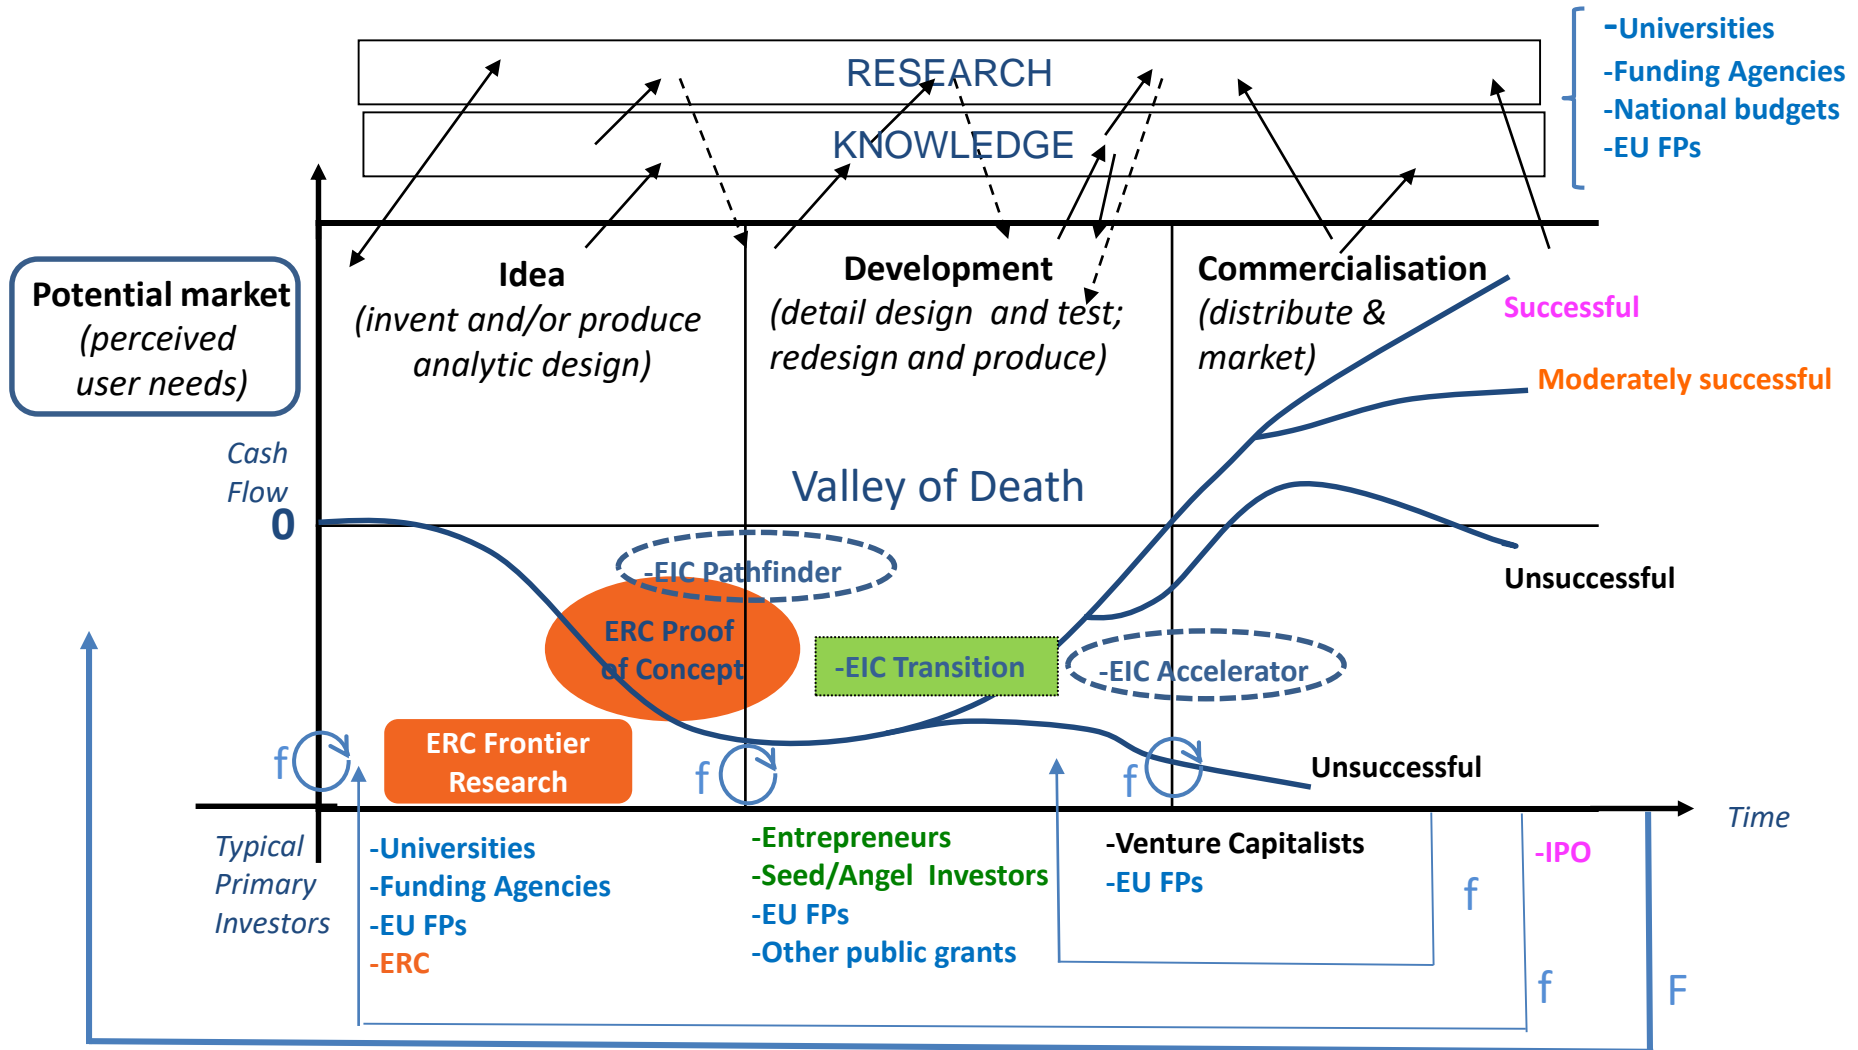 RESEARCH
KNOWLEDGE
-Universities
-Funding Agencies
-National budgets
-EU FPs
Potential market
(perceived
user needs)
Idea
(invent and/or produce
analytic design)
Development
(detail design and test;
redesign and produce)
Commercialisation
(distribute &
market)
Successful
Moderately successful
Cash
Flow
0
Valley of Death
-EIC Pathfinder
ERC Proof
of Concept
-EIC Transition
-EIC Accelerator
Unsuccessful
ERC Frontier
Research
Unsuccessful
f
f
f
Time
Typical
Primary
Investors
-Universities
-Funding Agencies
-EU FPs
-ERC
-Entrepreneurs
-Seed/Angel Investors
-EU FPs
-Other public grants
-Venture Capitalists
-EU FPs
-IPO
f
f
F